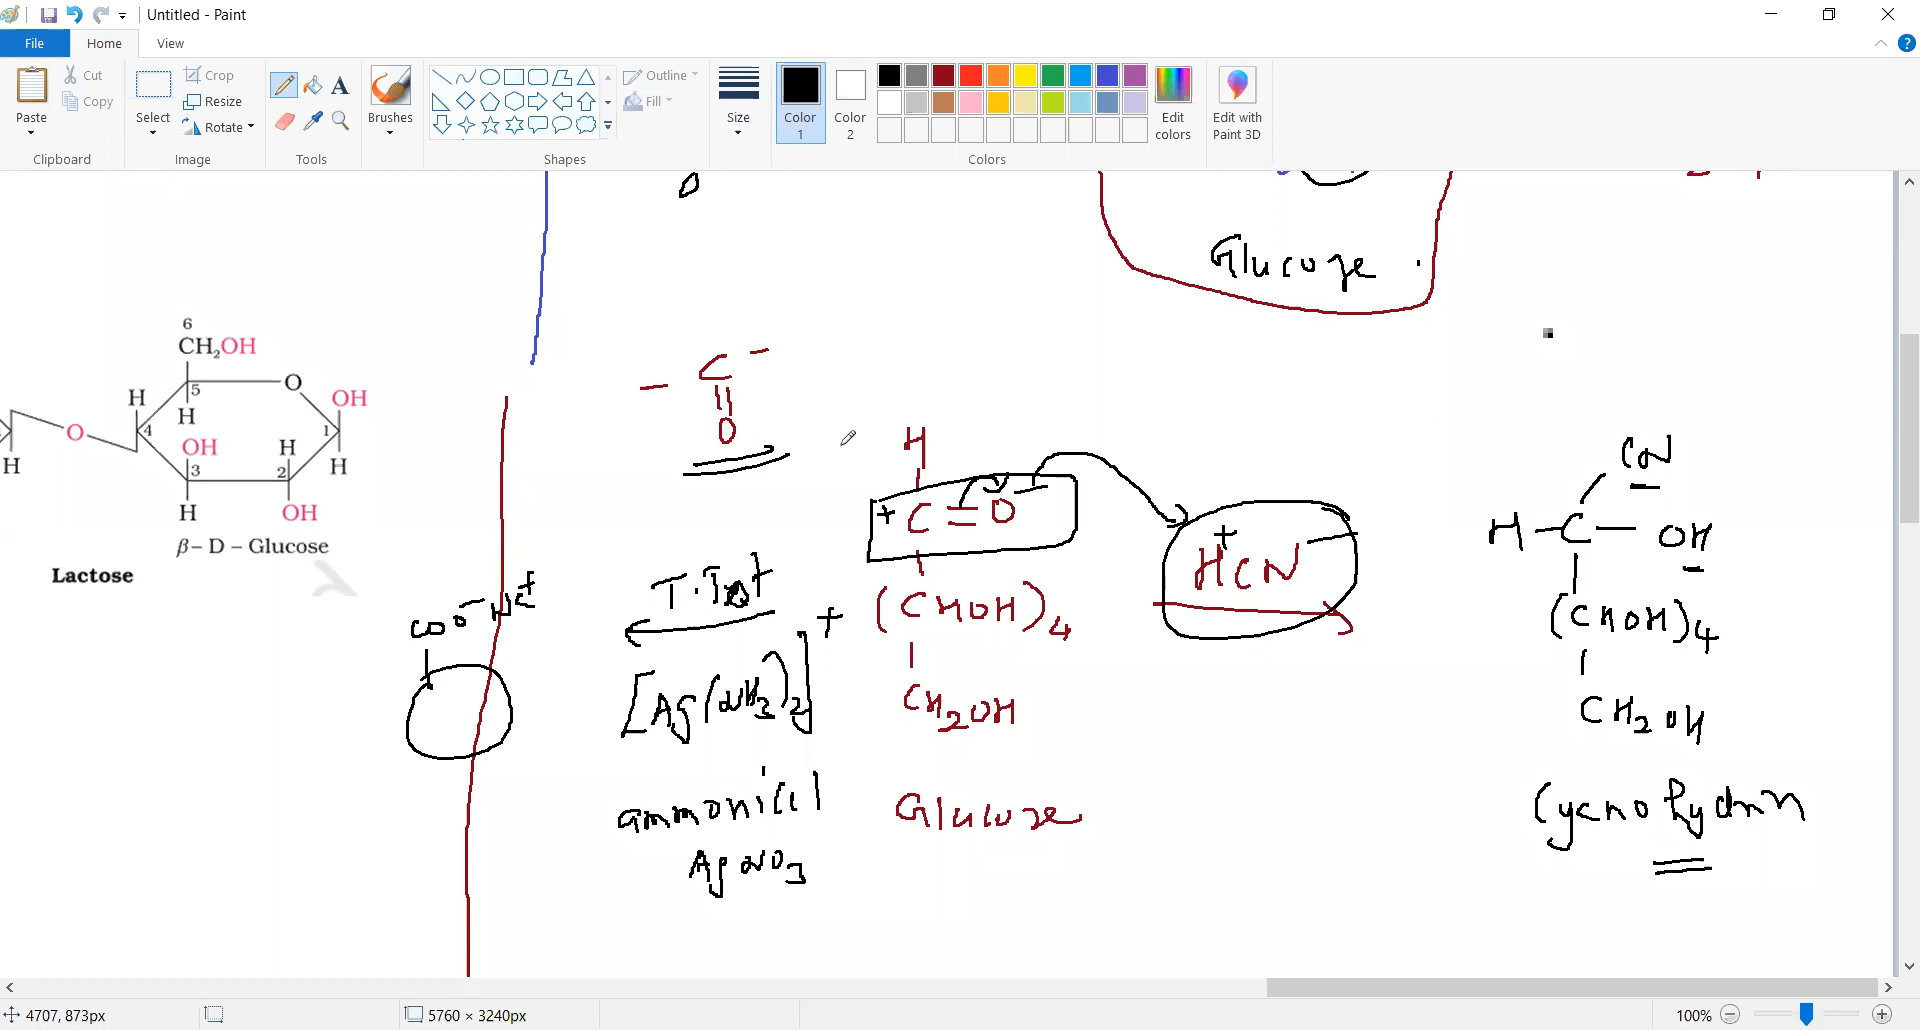 Untitled - Paint
File
Home
View
Paste
Cut
Copy
Clipboard
Select
Crop
Resize
Rotate
Image
Tools
Brushes
Outline
Fill
Shapes
Size
Color
1
Color
2
Edit
colors
Edit with
Paint 3D
Colors
Glucose
6
CH2OH
5
O
H
OH
H
4
OH
H
1
O
3
2
H
H
H
OH
H
β- D - Glucose
Lactose
- C -
O
H
+ C = O -
(CHOH)4
CH2OH
Glucose
+
HCN -
T.Test
+
[Ag(NH3)2]
AgNO3
COO-
CN
H - C - OH
(CHOH)4
CH2OH
4707, 873px
5760 × 3240px
100%